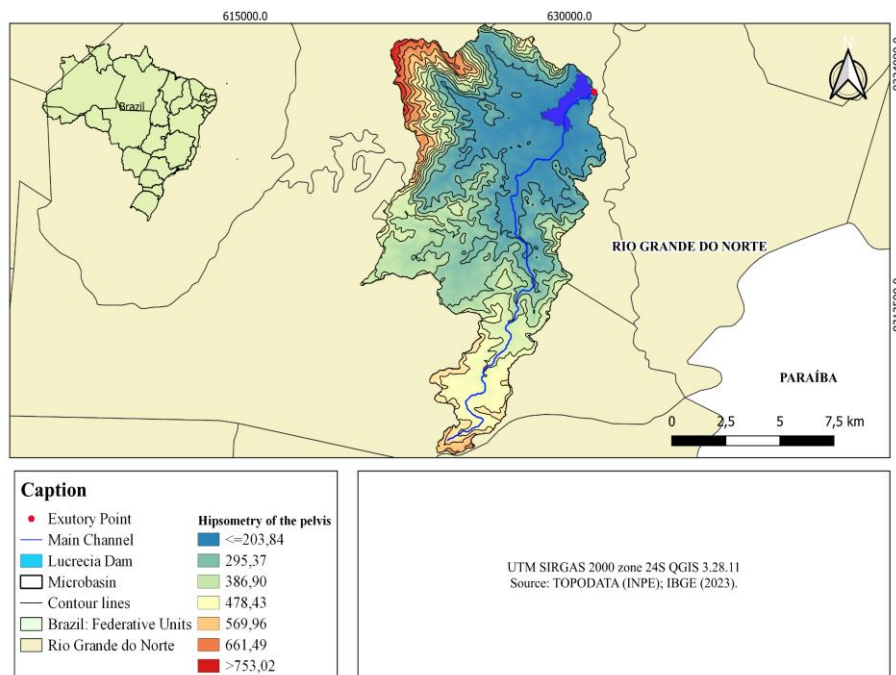 615000.0
630000.0
Brazil
N
RIO GRANDE DO NORTE
PARAÍBA
0
2,5
5
7,5 km
Caption
Exutory Point
Main Channel
Lucrecia Dam
Microbasin
Contour lines
Brazil: Federative Units
Rio Grande do Norte
Hipsometry of the pelvis
<=203,84
295,37
386,90
478,43
569,96
661,49
>753,02
UTM SIRGAS 2000 zone 24S QGIS 3.28.11
Source: TOPODATA (INPE); IBGE (2023).